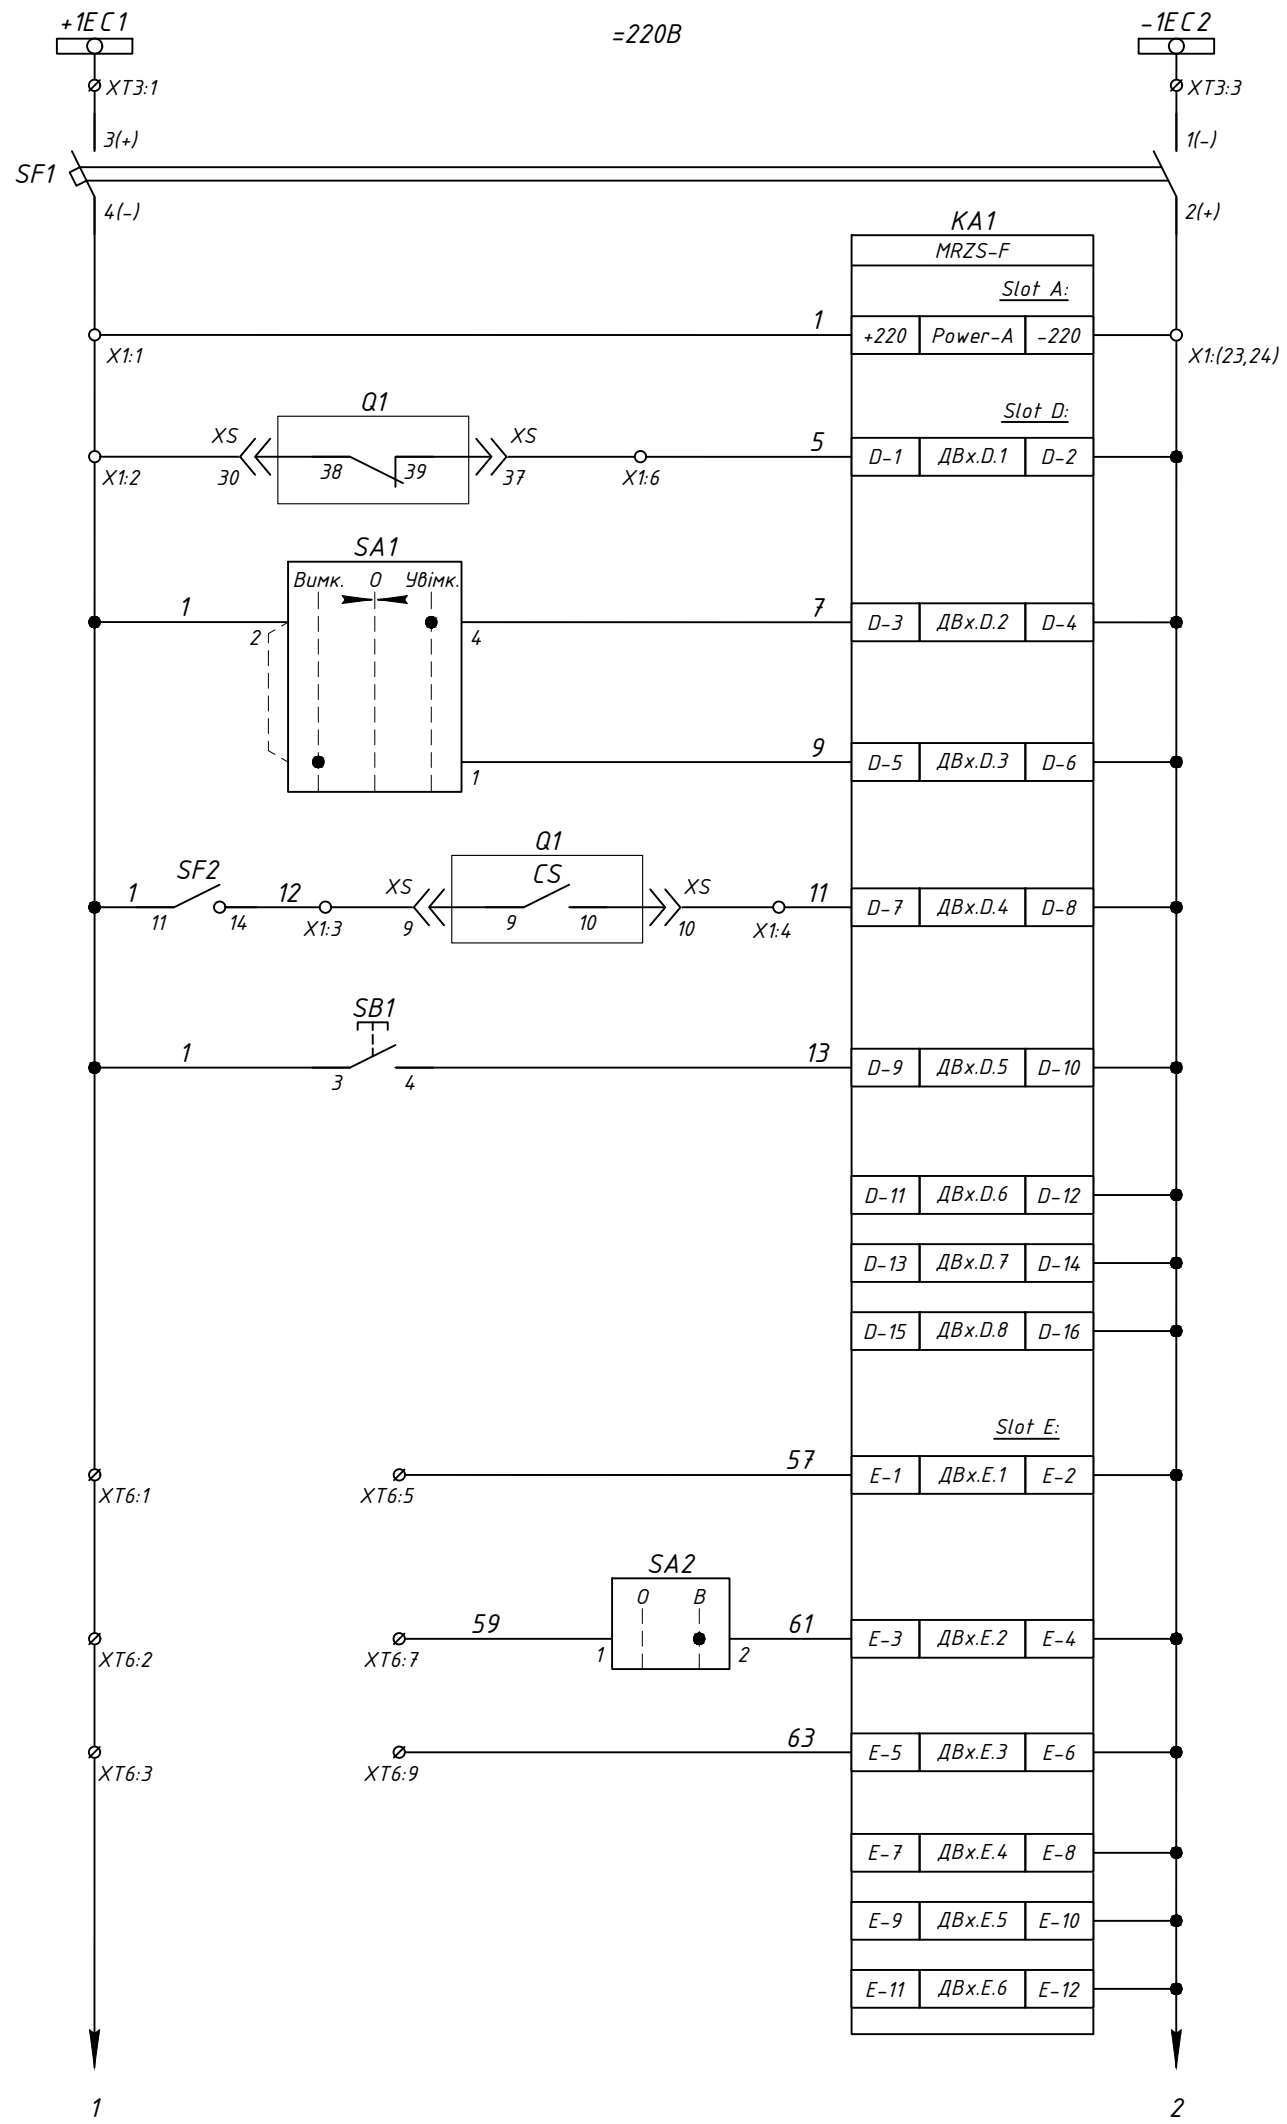 +1EC1 =220В -1EC2
XT3:1 XT3:3
3(+) 1(-)
SF1
4(-) 2(+)
KA1
MRZS-F
Slot A:
1 +220 Power-A -220
X1:1 X1:(23,24)
Q1 Slot D:
XS XS 5 D-1 ДВх.D.1 D-2
X1:2 30 38 39 37 X1:6
SA1
Вимк. O Увімк.
1 7 D-3 ДВх.D.2 D-4
2 4
9 D-5 ДВх.D.3 D-6
1
Q1
SF2 CS
1 12 XS XS 11 D-7 ДВх.D.4 D-8
11 14 X1:3 9 9 10 10 X1:4
SB1
1 13 D-9 ДВх.D.5 D-10
3 4
D-11 ДВх.D.6 D-12
D-13 ДВх.D.7 D-14
D-15 ДВх.D.8 D-16
Slot E:
57 E-1 ДВх.E.1 E-2
XT6:1 XT6:5
SA2
O В
59 61 E-3 ДВх.E.2 E-4
XT6:2 XT6:7 1 2
63 E-5 ДВх.E.3 E-6
XT6:3 XT6:9
E-7 ДВх.E.4 E-8
E-9 ДВх.E.5 E-10
E-11 ДВх.E.6 E-12
1 2